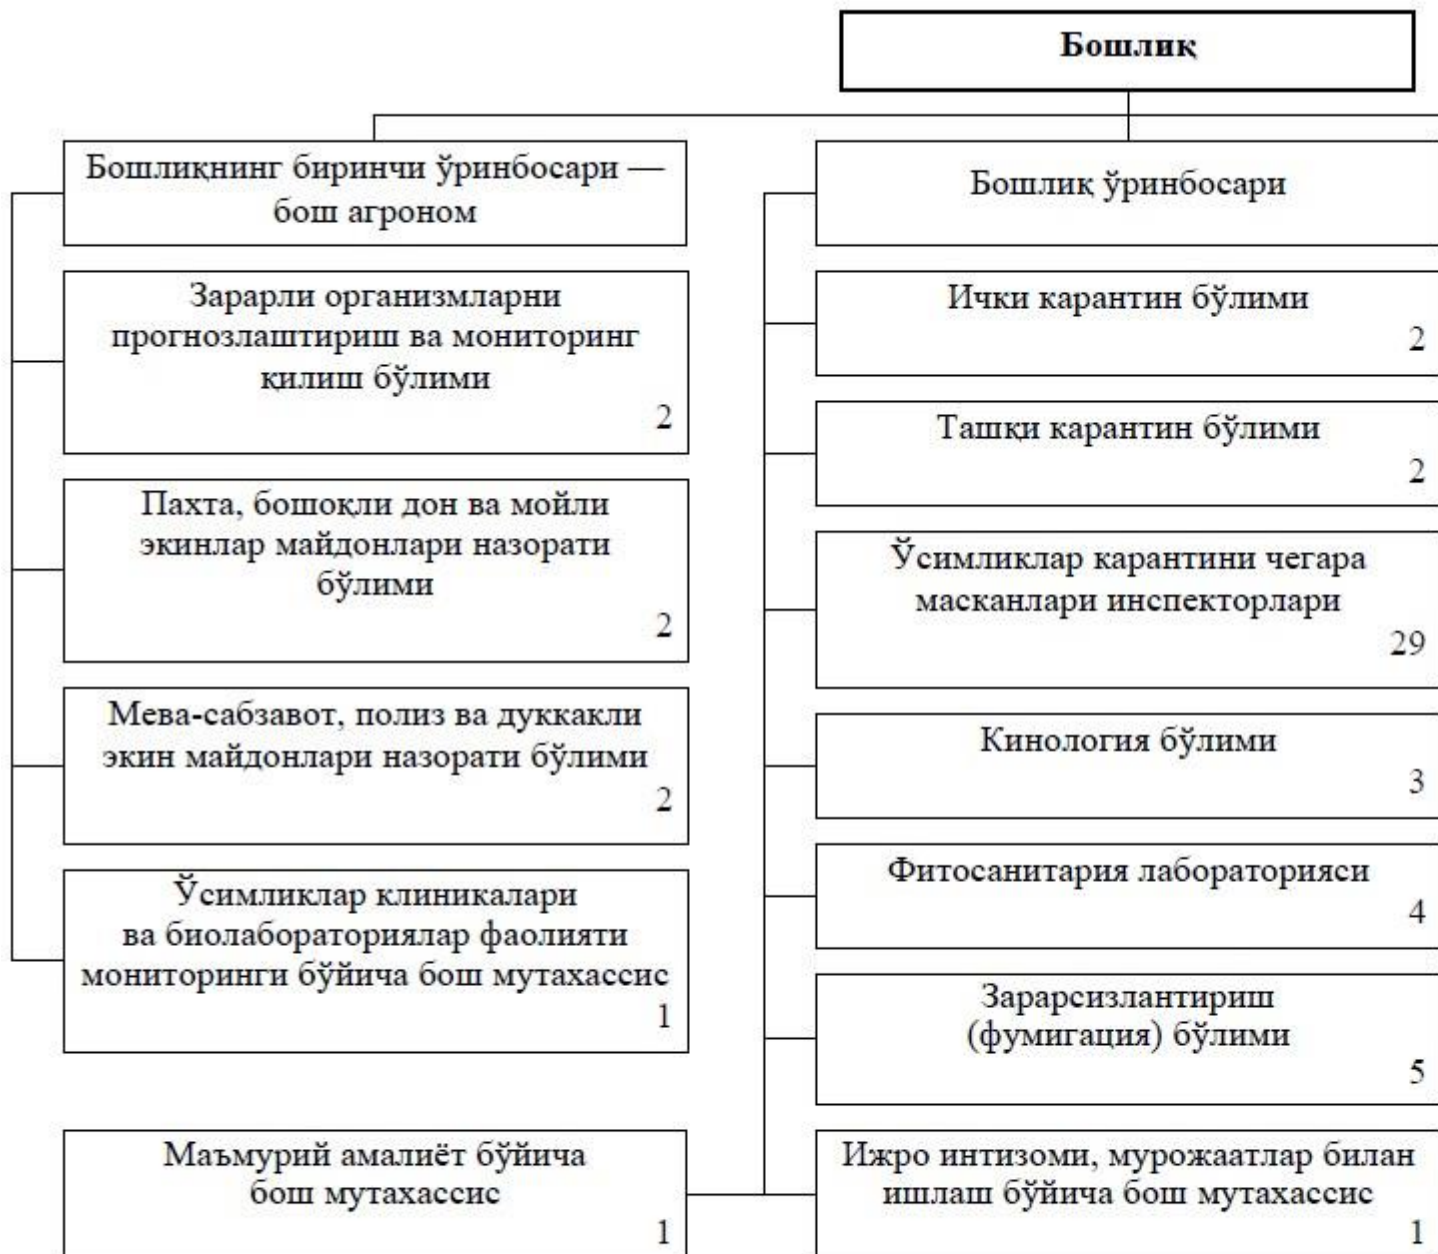 Бошлиқ
Бошлиқнинг биринчи ўринбосари —
бош агроном
Зарарли организмларни
прогнозлаштириш ва мониторинг
қилиш бўлими
2
Пахта, бошоқли дон ва мойли
экинлар майдонлари назорати
бўлими
2
Мева-сабзавот, полиз ва дуккакли
экин майдонлари назорати бўлими
2
Ўсимликлар клиникалари
ва биолабораториялар фаолияти
мониторинги бўйича бош мутахассис
1
Маъмурий амалиёт бўйича
бош мутахассис
1
Бошлиқ ўринбосари
Ички карантин бўлими
2
Ташқи карантин бўлими
2
Ўсимликлар карантини чегара
масканлари инспекторлари
29
Кинология бўлими
3
Фитосанитария лабораторияси
4
Зарарсизлантириш
(фумигация) бўлими
5
Ижро интизоми, мурожаатлар билан
ишлаш бўйича бош мутахассис
1